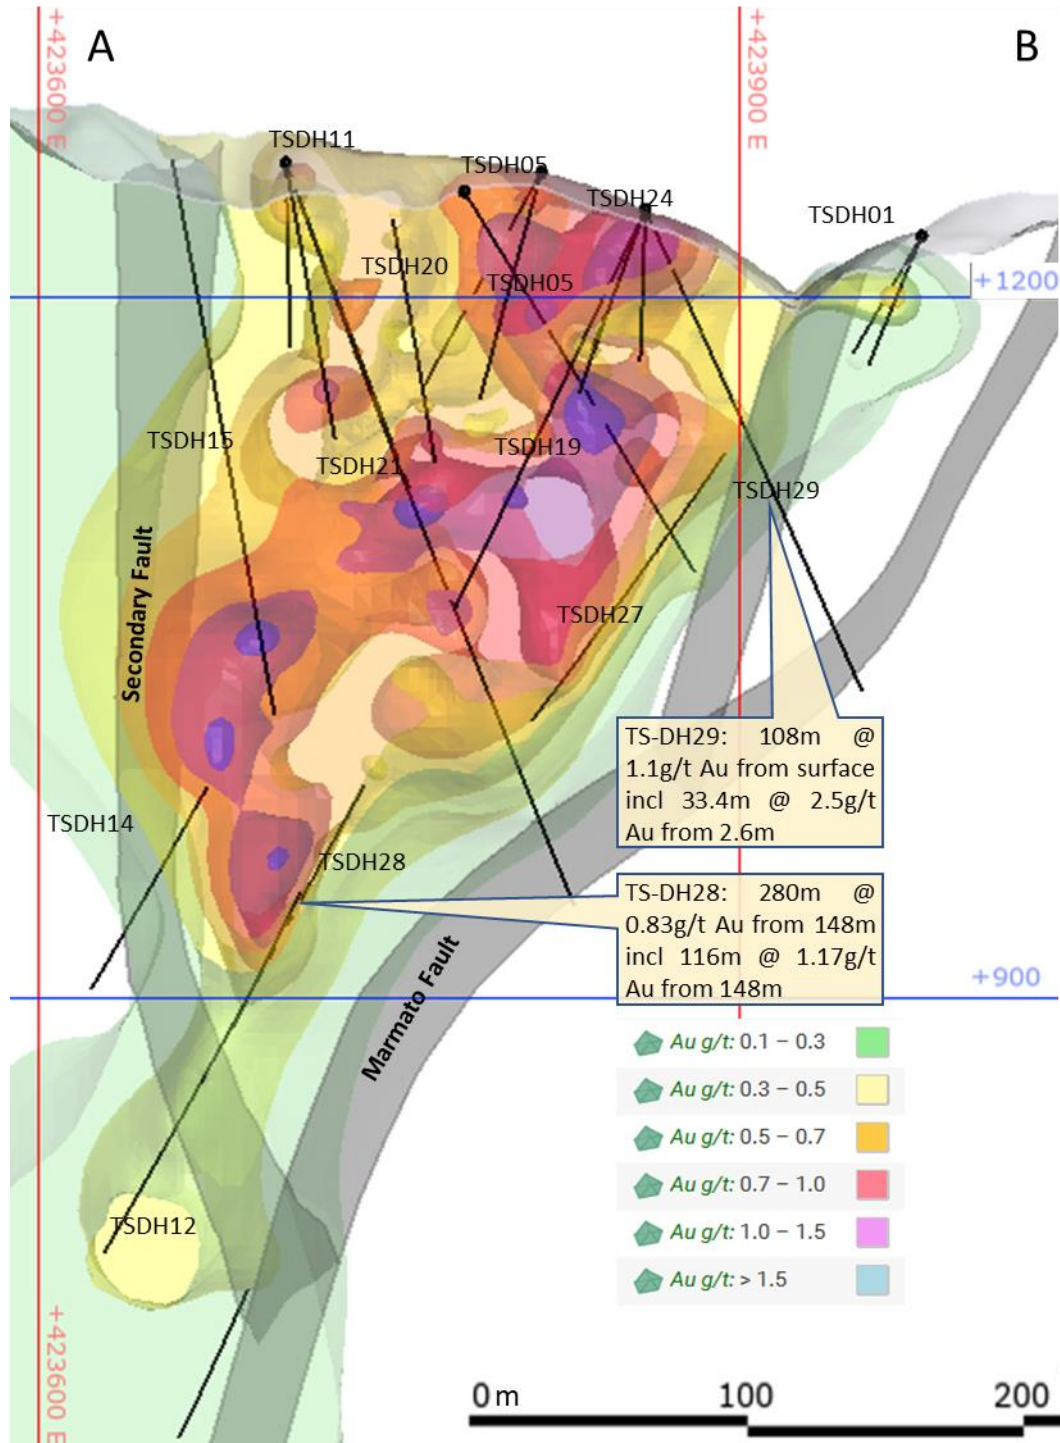 A
B
+423600 E
+423900 E
TSDH11
TSDH05
TSDH24
TSDH01
TSDH20
TSDH05
+1200
TSDH15
TSDH21
TSDH19
TSDH29
Secondary Fault
TSDH27
TS-DH29: 108m @
1.1g/t Au from surface
incl 33.4m @ 2.5g/t
Au from 2.6m
TSDH14
TSDH28
TS-DH28: 280m @
0.83g/t Au from 148m
incl 116m @ 1.17g/t
Au from 148m
+900
Marmato Fault
Au g/t: 0.1 – 0.3
Au g/t: 0.3 – 0.5
Au g/t: 0.5 – 0.7
Au g/t: 0.7 – 1.0
Au g/t: 1.0 – 1.5
Au g/t: > 1.5
TSDH12
+423600 E
0 m 100 200